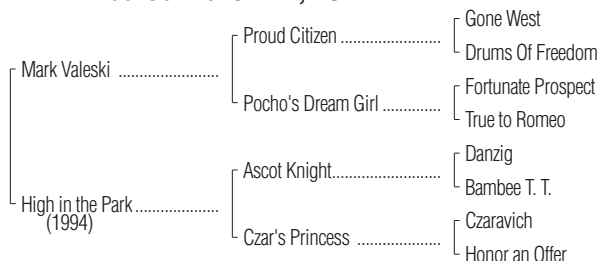 Gone West
Proud Citizen ....................
Drums Of Freedom
Mark Valeski ....................
Fortunate Prospect
Pocho's Dream Girl ............
True to Romeo
Danzig
Ascot Knight......................
Bambee T. T.
High in the Park ..................
(1994)
Czaravich
Czar's Princess .................
Honor an Offer